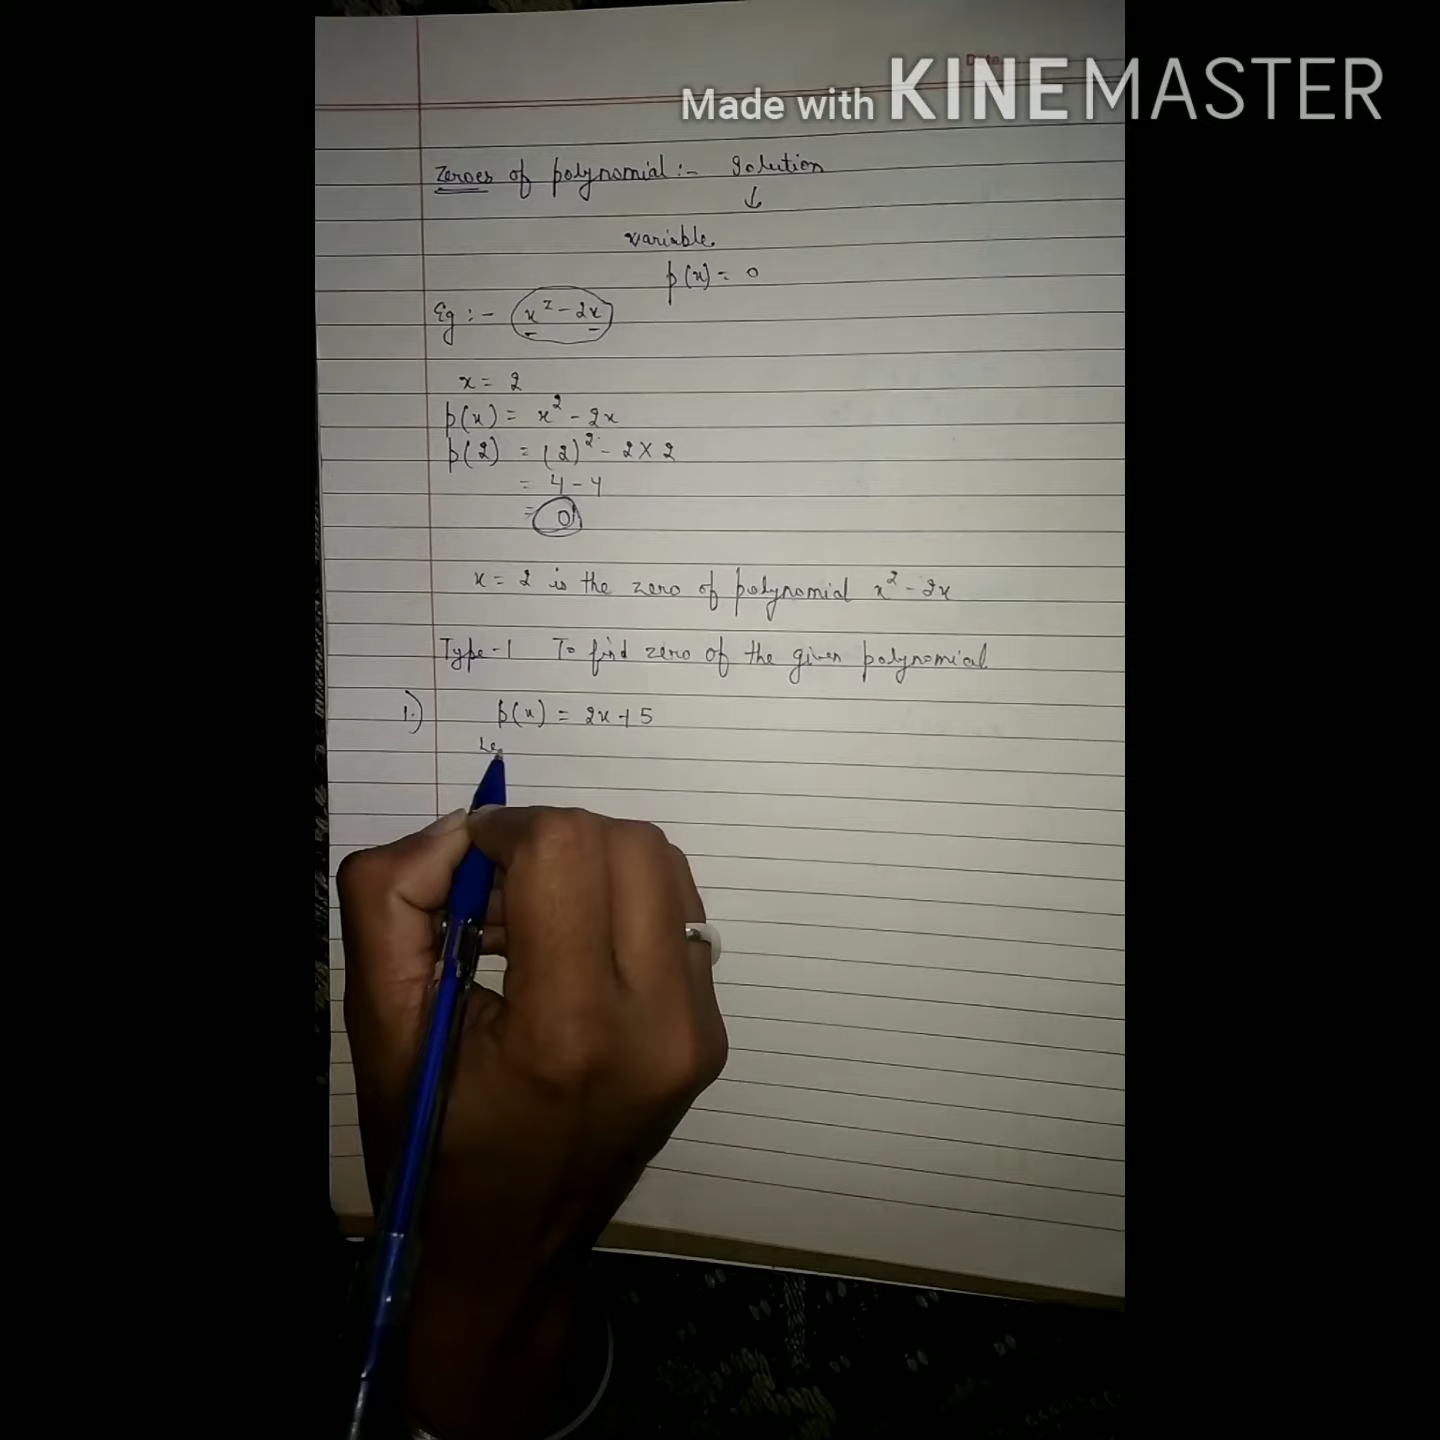 Date.
Made with KINEMASTER
Zeroes of polynomial :- Solution
↓
variable.
p(x) = 0
Eg :- x² - 2x
x = 2
p(x) = x² - 2x
p(2) = (2)² - 2 × 2
= 4 - 4
= 0
x = 2 is the zero of polynomial x² - 2x
Type - 1 To find zero of the given polynomial
1.) p(x) = 2x + 5
Le